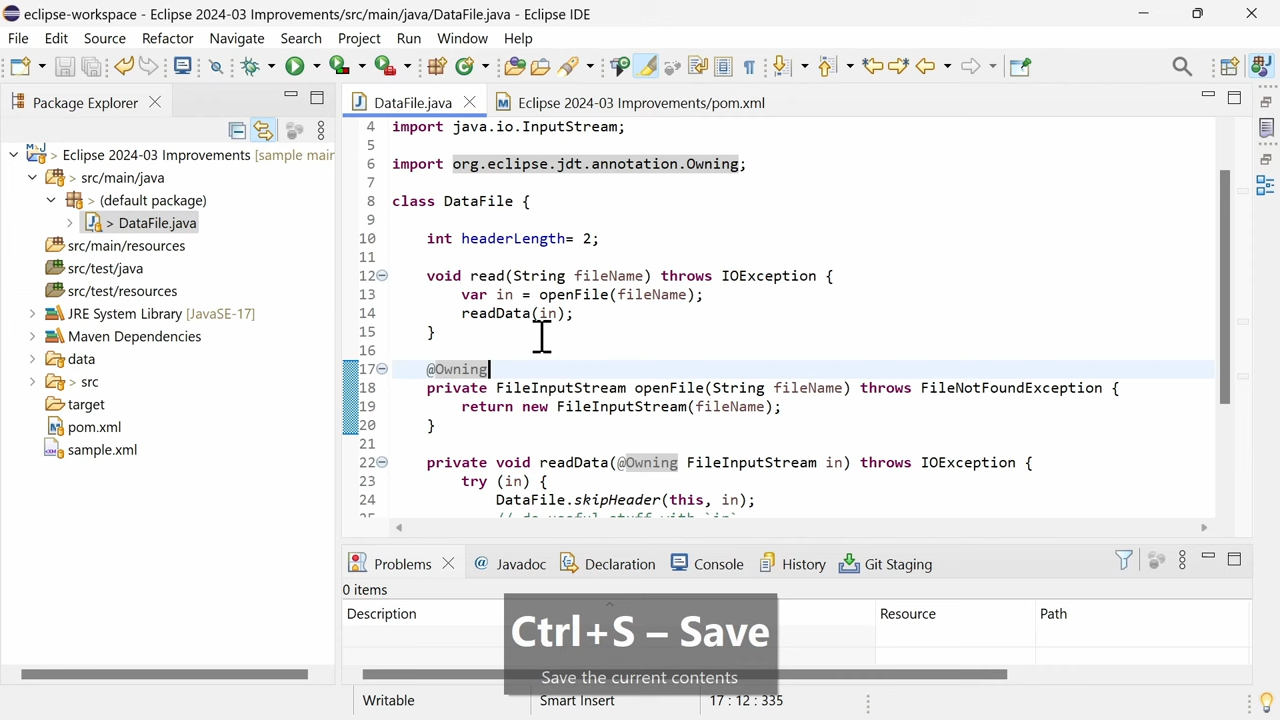 eclipse-workspace - Eclipse 2024-03 Improvements/src/main/java/DataFile.java - Eclipse IDE
File Edit Source Refactor Navigate Search Project Run Window Help
Package Explorer
DataFile.java
Eclipse 2024-03 Improvements/pom.xml
> Eclipse 2024-03 Improvements [sample mair
> src/main/java
> (default package)
> DataFile.java
src/main/resources
src/test/java
src/test/resources
JRE System Library [JavaSE-17]
Maven Dependencies
data
> src
target
pom.xml
sample.xml
4 import java.io.InputStream;
5
6 import org.eclipse.jdt.annotation.Owning;
7
8 class DataFile {
9
10 int headerLength= 2;
11
12 void read(String fileName) throws IOException {
13 var in = openFile(fileName);
14 readData(in);
15 }
16
17 @Owning
18 private FileInputStream openFile(String fileName) throws FileNotFoundException {
19 return new FileInputStream(fileName);
20 }
21
22 private void readData(@Owning FileInputStream in) throws IOException {
23 try (in) {
24 DataFile.skipHeader(this, in);
25 // do useful stuff with `in`
Problems Javadoc Declaration Console History Git Staging
0 items
Description Resource Path
Ctrl+S – Save
Save the current contents
Writable Smart Insert 17 : 12 : 335